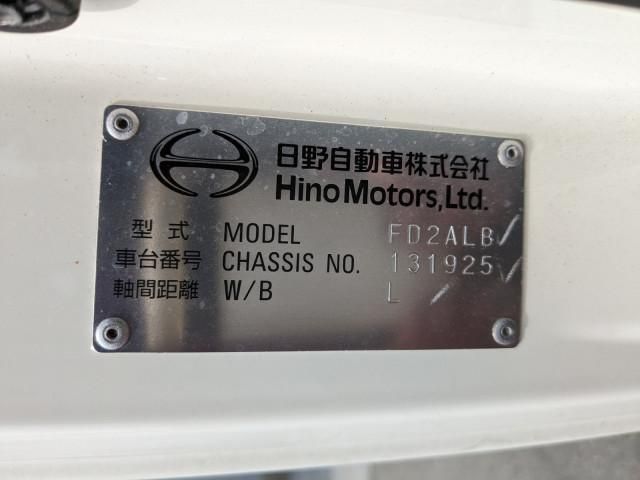 日野自動車株式会社
Hino Motors, Ltd.
型式 MODEL FD2ALB
車台番号 CHASSIS NO. 131925
軸間距離 W/B L